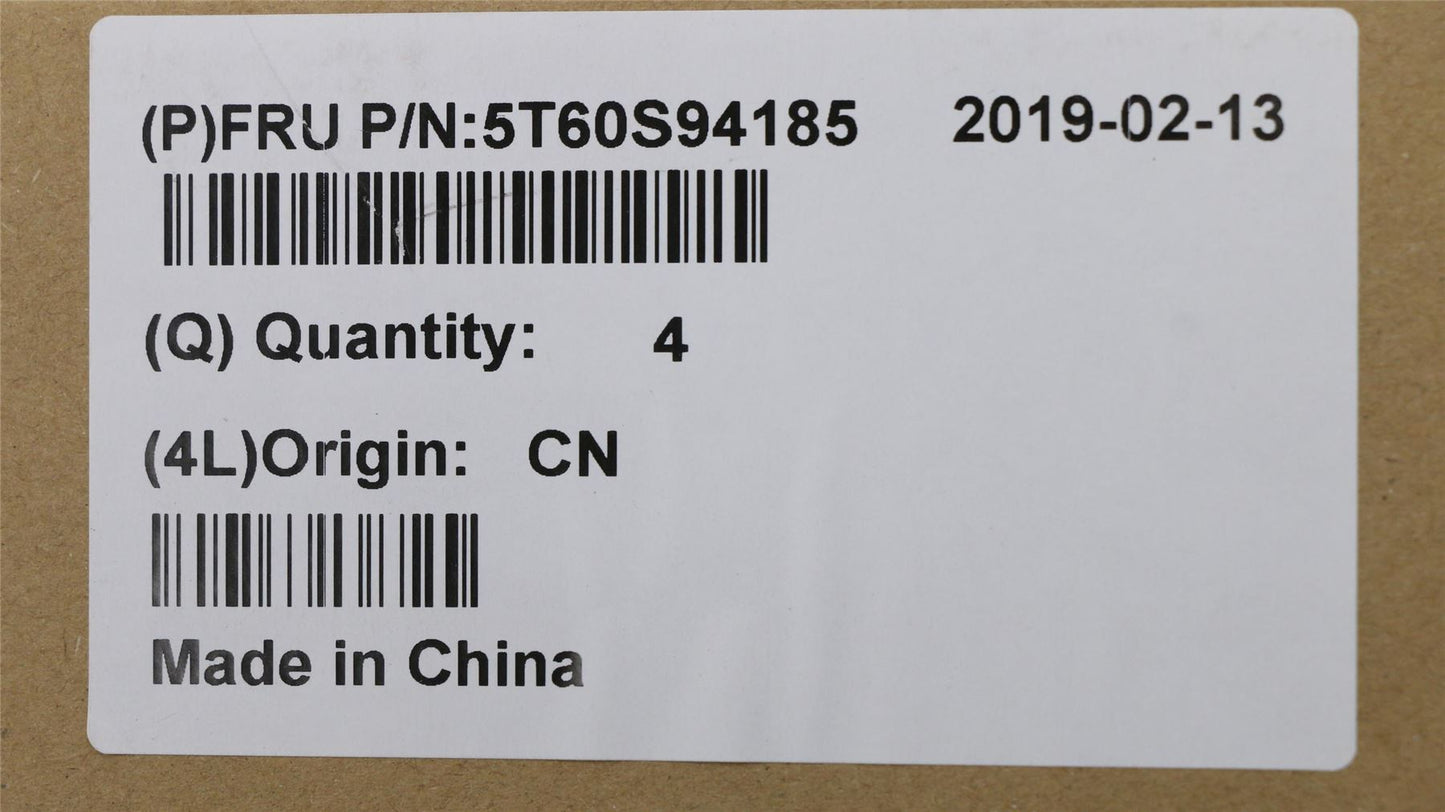 (P)FRU P/N:5T60S94185 2019-02-13
(Q) Quantity: 4
(4L)Origin: CN
Made in China